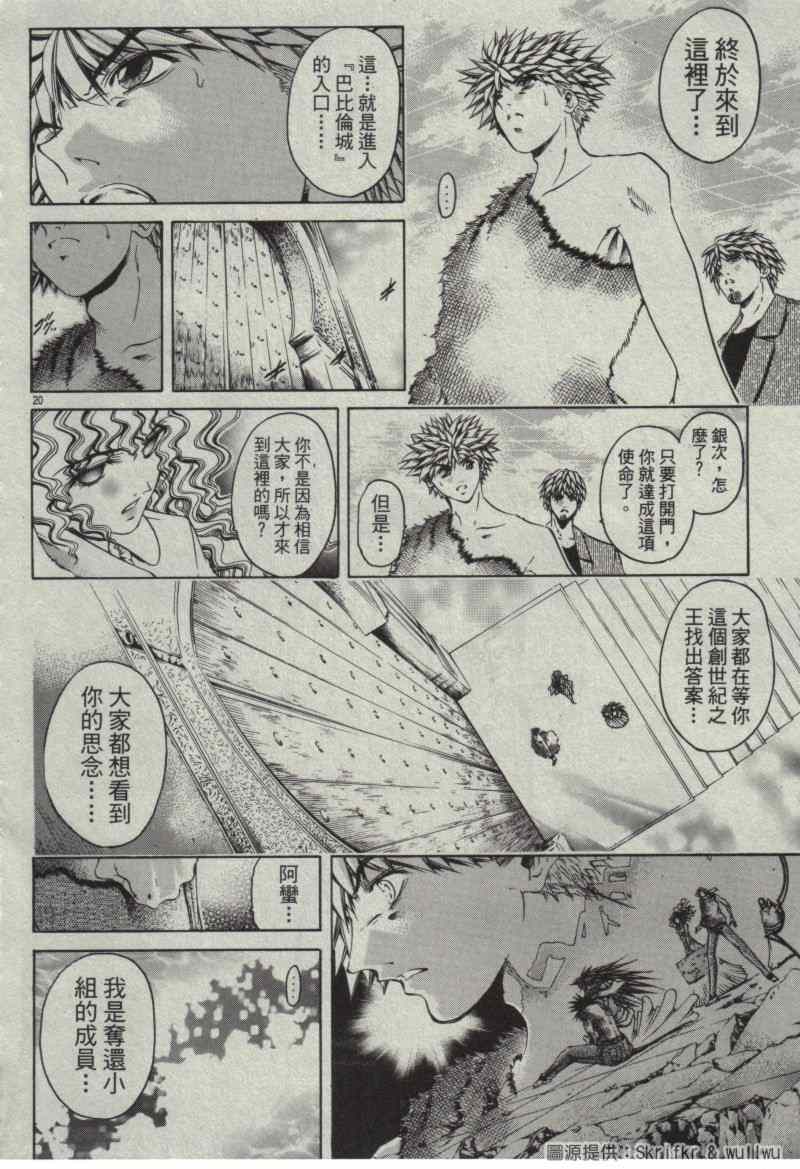 終於來到
這裡了…
……
這…就是進入
『巴比倫城』
的入口……
20
銀次，怎
麼了？
只要打開門，
你就達成這項
使命了。
但是…
你不是因為相信
大家，所以才來
到這裡的嗎？
大家都在等你
這個創世紀之
王找出答案…
大家都想看到
你的思念……
阿蠻…
……
我是奪還小
組的成員…
圖源提供：Skrlfkr & wullwu